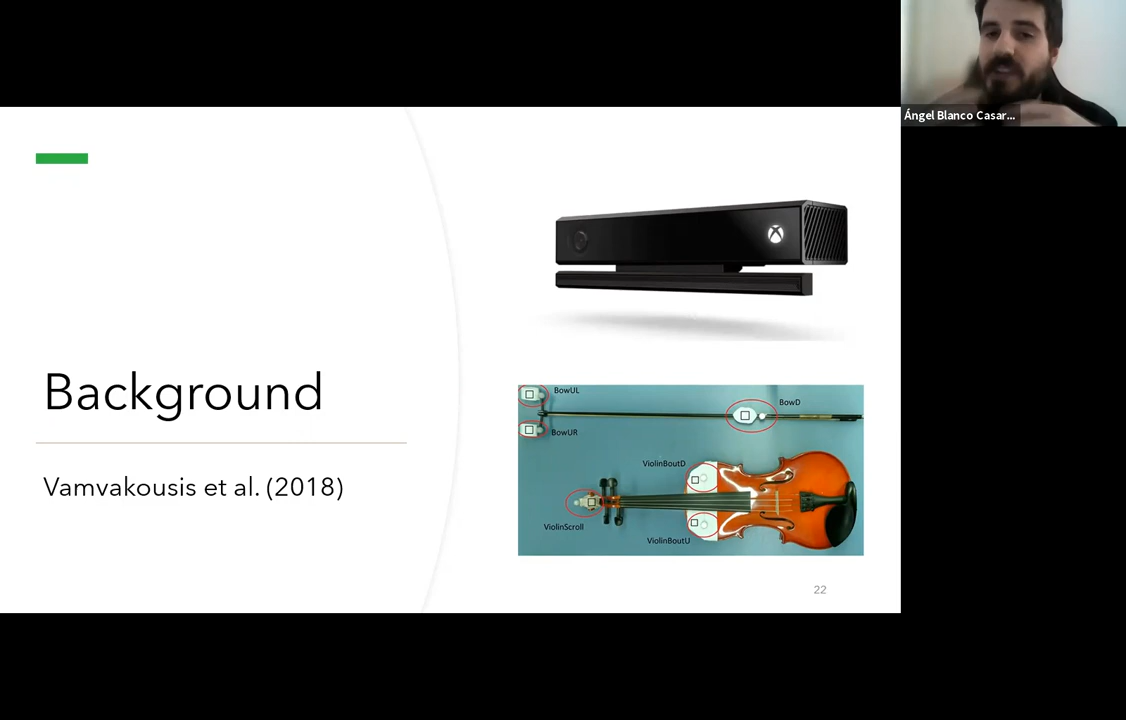 Ángel Blanco Casar...
Background
Vamvakousis et al. (2018)
BowUL
BowD
BowUR
ViolinBoutD
ViolinScroll
ViolinBoutU
22